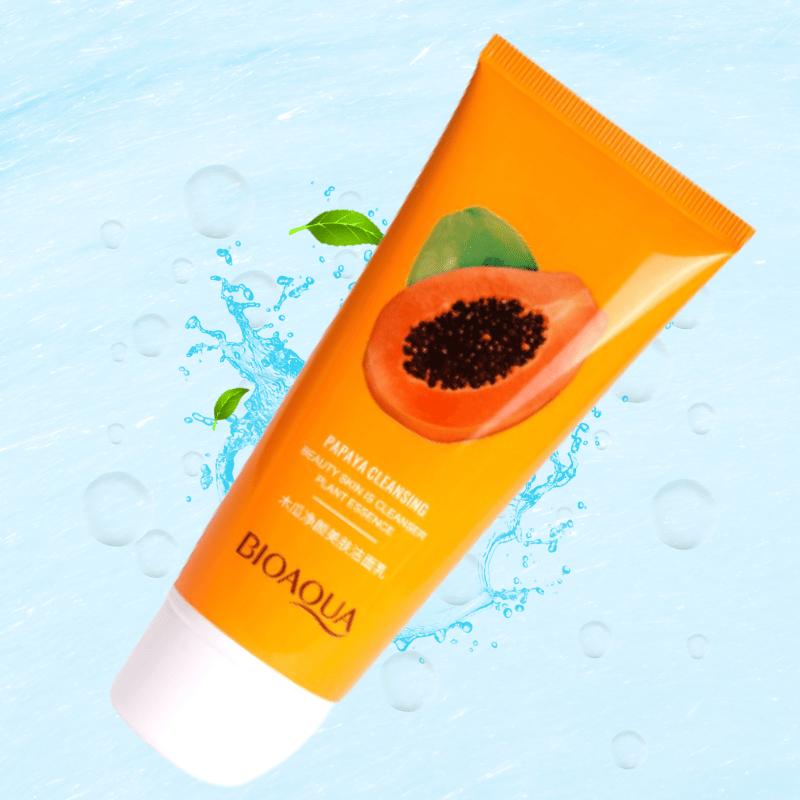 PAPAYA CLEANSING
BEAUTY SKIN IS CLEANSER
PLANT ESSENCE
木瓜净颜美肤洁面乳
BIOAQUA